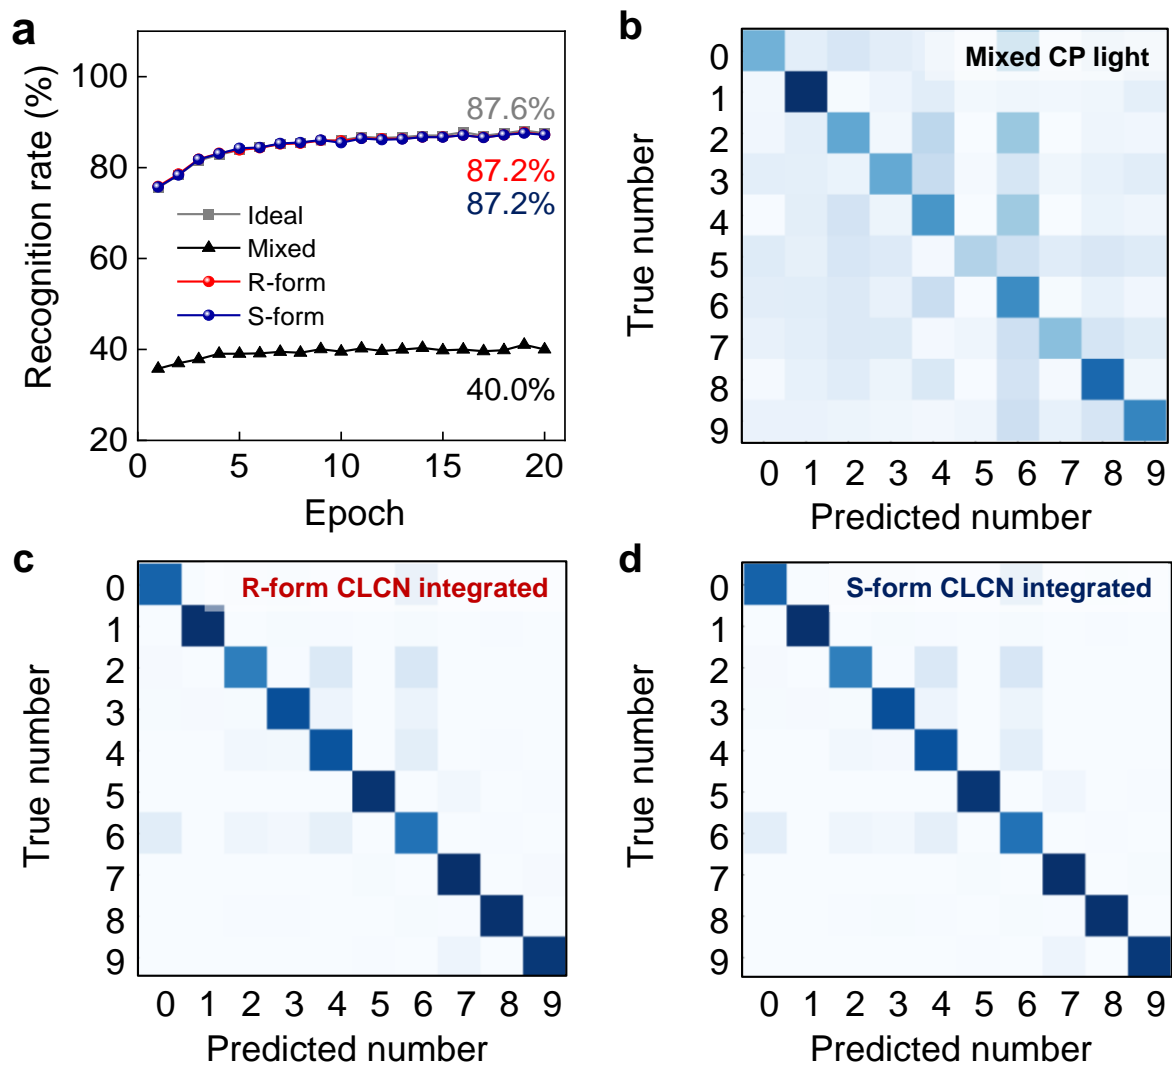 a
Recognition rate (%)
100
80
60
40
20
87.6%
87.2%
87.2%
40.0%
Ideal
Mixed
R-form
S-form
0
5
10
15
20
Epoch
b
Mixed CP light
True number
0
1
2
3
4
5
6
7
8
9
0 1 2 3 4 5 6 7 8 9
Predicted number
c
R-form CLCN integrated
True number
0
1
2
3
4
5
6
7
8
9
0 1 2 3 4 5 6 7 8 9
Predicted number
d
S-form CLCN integrated
True number
0
1
2
3
4
5
6
7
8
9
0 1 2 3 4 5 6 7 8 9
Predicted number